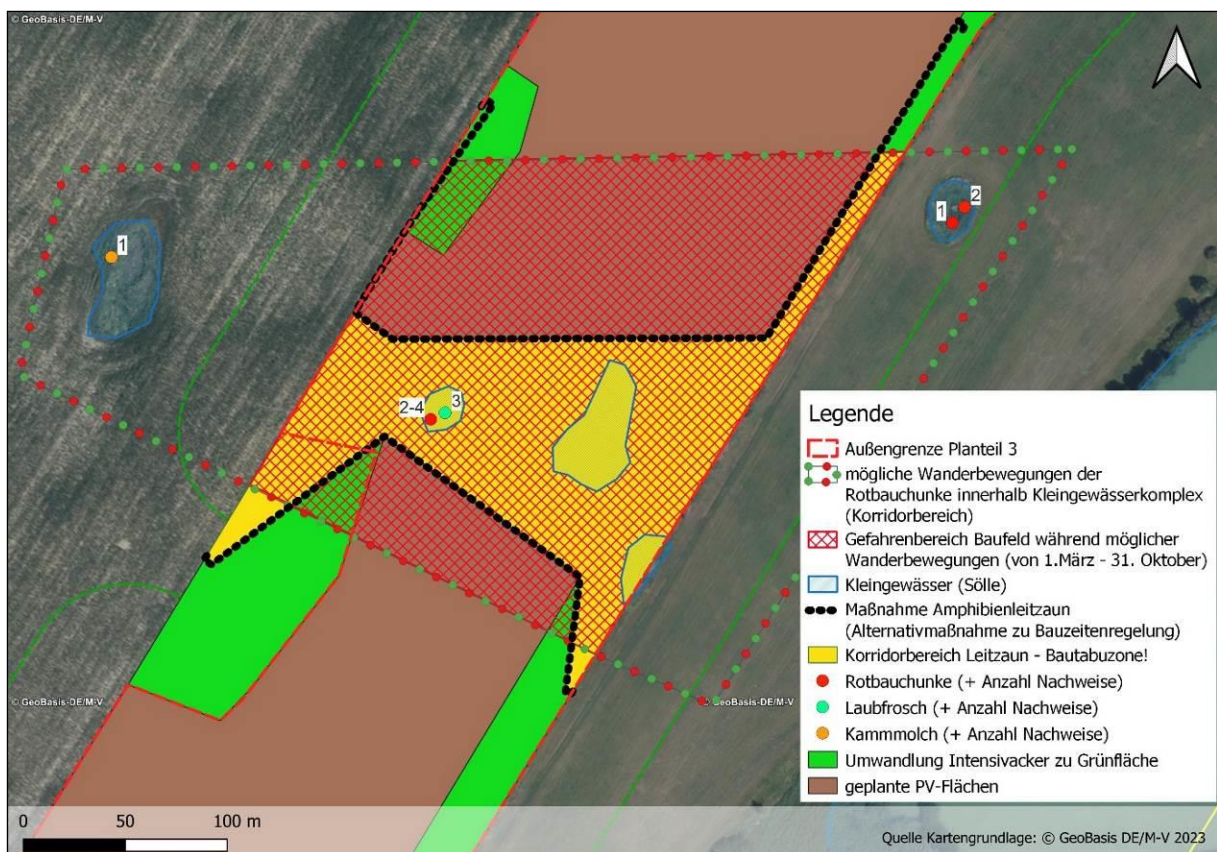 © GeoBasis-DE/M-V
© GeoBasis-DE/M-V
1
2
1
2-4
3
Legende
Außengrenze Planteil 3
mögliche Wanderbewegungen der
Rotbauchunke innerhalb Kleingewässerkomplex
(Korridorbereich)
Gefahrenbereich Baufeld während möglicher
Wanderbewegungen (von 1.März - 31. Oktober)
Kleingewässer (Sölle)
Maßnahme Amphibienleitzaun
(Alternativmaßnahme zu Bauzeitenregelung)
Korridorbereich Leitzaun - Bautabuzone!
Rotbauchunke (+ Anzahl Nachweise)
Laubfrosch (+ Anzahl Nachweise)
Kammmolch (+ Anzahl Nachweise)
Umwandlung Intensivacker zu Grünfläche
geplante PV-Flächen
© GeoBasis-DE/M-V
© GeoBasis-DE/M-V
0 50 100 m
Quelle Kartengrundlage: © GeoBasis DE/M-V 2023